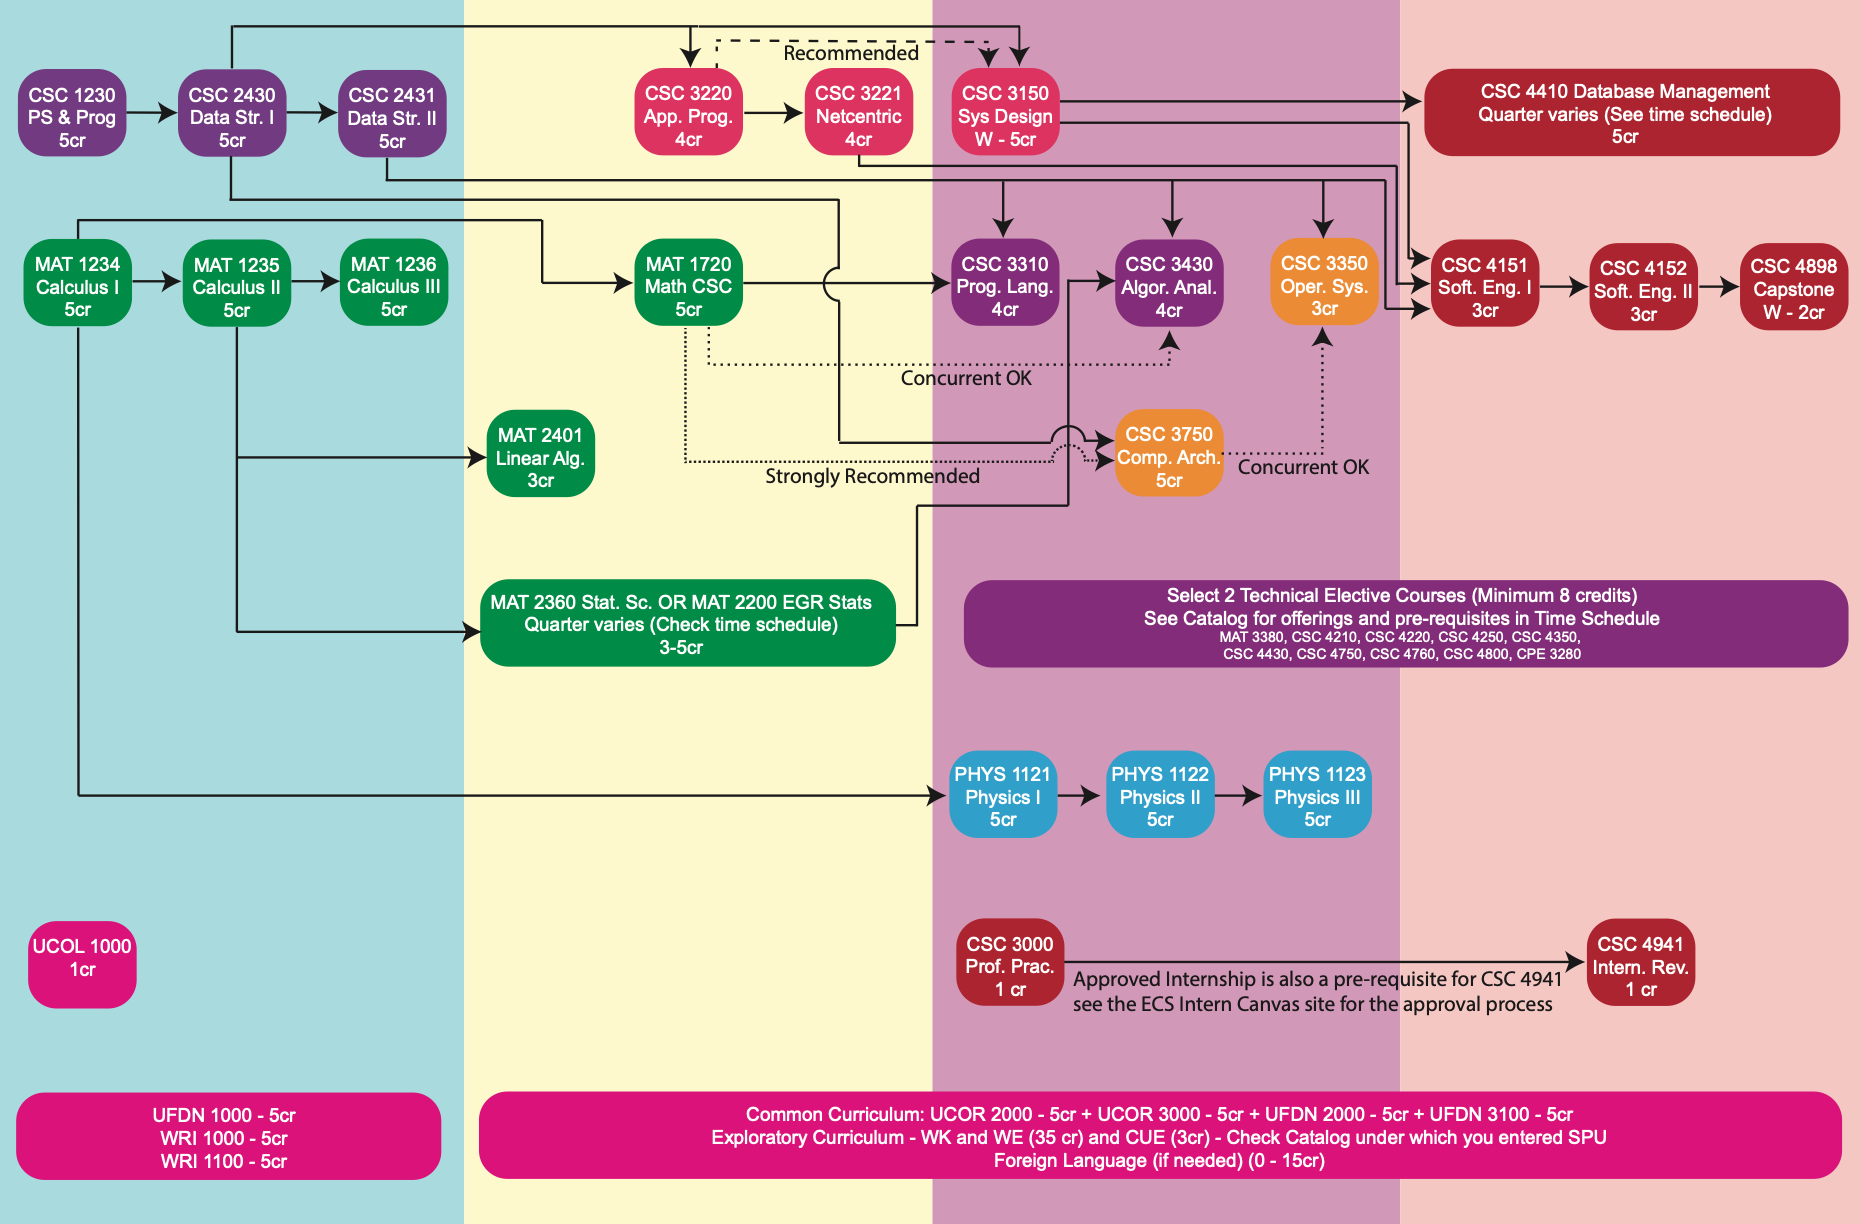 Recommended
CSC 1230
PS & Prog
5cr
CSC 2430
Data Str. I
5cr
CSC 2431
Data Str. II
5cr
CSC 3220
App. Prog.
4cr
CSC 3221
Netcentric
4cr
CSC 3150
Sys Design
W - 5cr
CSC 4410 Database Management
Quarter varies (See time schedule)
5cr
MAT 1234
Calculus I
5cr
MAT 1235
Calculus II
5cr
MAT 1236
Calculus III
5cr
MAT 1720
Math CSC
5cr
CSC 3310
Prog. Lang.
4cr
CSC 3430
Algor. Anal.
4cr
CSC 3350
Oper. Sys.
3cr
CSC 4151
Soft. Eng. I
3cr
CSC 4152
Soft. Eng. II
3cr
CSC 4898
Capstone
W - 2cr
Concurrent OK
MAT 2401
Linear Alg.
3cr
Strongly Recommended
CSC 3750
Comp. Arch.
5cr
Concurrent OK
MAT 2360 Stat. Sc. OR MAT 2200 EGR Stats
Quarter varies (Check time schedule)
3-5cr
Select 2 Technical Elective Courses (Minimum 8 credits)
See Catalog for offerings and pre-requisites in Time Schedule
MAT 3380, CSC 4210, CSC 4220, CSC 4250, CSC 4350,
CSC 4430, CSC 4750, CSC 4760, CSC 4800, CPE 3280
PHYS 1121
Physics I
5cr
PHYS 1122
Physics II
5cr
PHYS 1123
Physics III
5cr
UCOL 1000
1cr
CSC 3000
Prof. Prac.
1 cr
Approved Internship is also a pre-requisite for CSC 4941
see the ECS Intern Canvas site for the approval process
CSC 4941
Intern. Rev.
1 cr
UFDN 1000 - 5cr
WRI 1000 - 5cr
WRI 1100 - 5cr
Common Curriculum: UCOR 2000 - 5cr + UCOR 3000 - 5cr + UFDN 2000 - 5cr + UFDN 3100 - 5cr
Exploratory Curriculum - WK and WE (35 cr) and CUE (3cr) - Check Catalog under which you entered SPU
Foreign Language (if needed) (0 - 15cr)